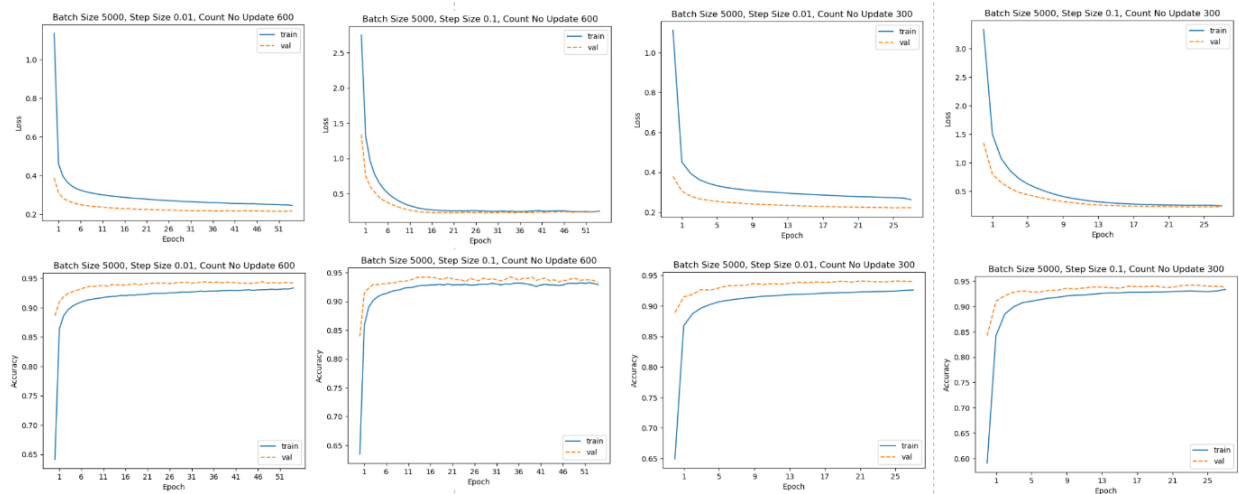 Batch Size 5000, Step Size 0.01, Count No Update 600
train
val
1.0
0.8
0.6
0.4
0.2
Loss
1 6 11 16 21 26 31 36 41 46 51
Epoch
Batch Size 5000, Step Size 0.1, Count No Update 600
train
val
2.5
2.0
1.5
1.0
0.5
Loss
1 6 11 16 21 26 31 36 41 46 51
Epoch
Batch Size 5000, Step Size 0.01, Count No Update 300
train
val
1.0
0.8
0.6
0.4
0.2
Loss
1 5 9 13 17 21 25
Epoch
Batch Size 5000, Step Size 0.1, Count No Update 300
train
val
3.0
2.5
2.0
1.5
1.0
0.5
Loss
1 5 9 13 17 21 25
Epoch
Batch Size 5000, Step Size 0.01, Count No Update 600
0.95
0.90
0.85
0.80
0.75
0.70
0.65
Accuracy
train
val
1 6 11 16 21 26 31 36 41 46 51
Epoch
Batch Size 5000, Step Size 0.1, Count No Update 600
0.95
0.90
0.85
0.80
0.75
0.70
0.65
Accuracy
train
val
1 6 11 16 21 26 31 36 41 46 51
Epoch
Batch Size 5000, Step Size 0.01, Count No Update 300
0.95
0.90
0.85
0.80
0.75
0.70
0.65
Accuracy
train
val
1 5 9 13 17 21 25
Epoch
Batch Size 5000, Step Size 0.1, Count No Update 300
0.95
0.90
0.85
0.80
0.75
0.70
0.65
0.60
Accuracy
train
val
1 5 9 13 17 21 25
Epoch